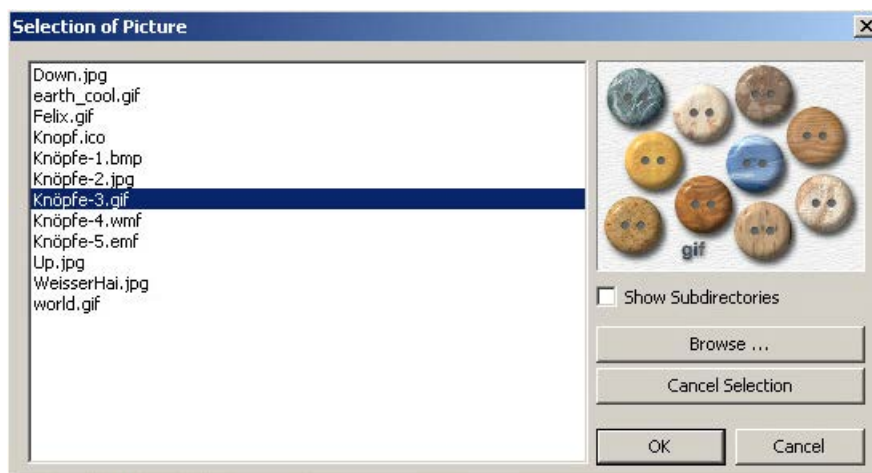 Selection of Picture
Down.jpg
earth_cool.gif
Felix.gif
Knopf.ico
Knöpfe-1.bmp
Knöpfe-2.jpg
Knöpfe-3.gif
Knöpfe-4.wmf
Knöpfe-5.emf
Up.jpg
WeisserHai.jpg
world.gif
gif
Show Subdirectories
Browse ...
Cancel Selection
OK
Cancel